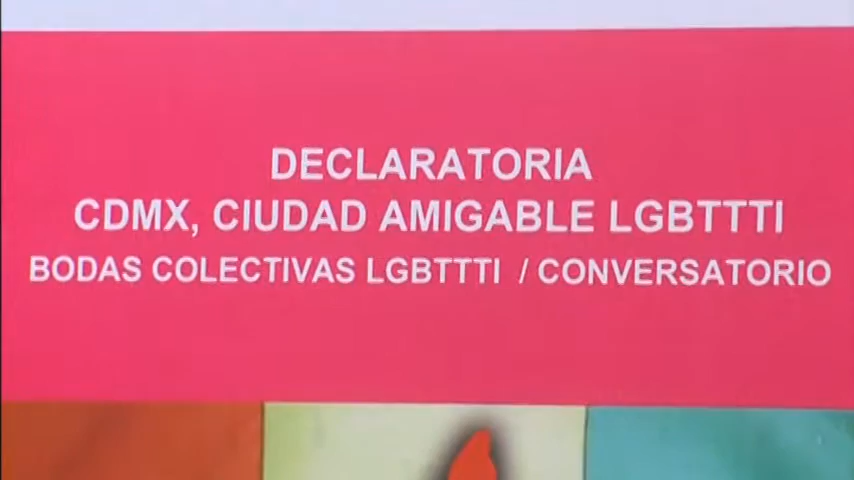 DECLARATORIA
CDMX, CIUDAD AMIGABLE LGBTTTI
BODAS COLECTIVAS LGBTTTI / CONVERSATORIO